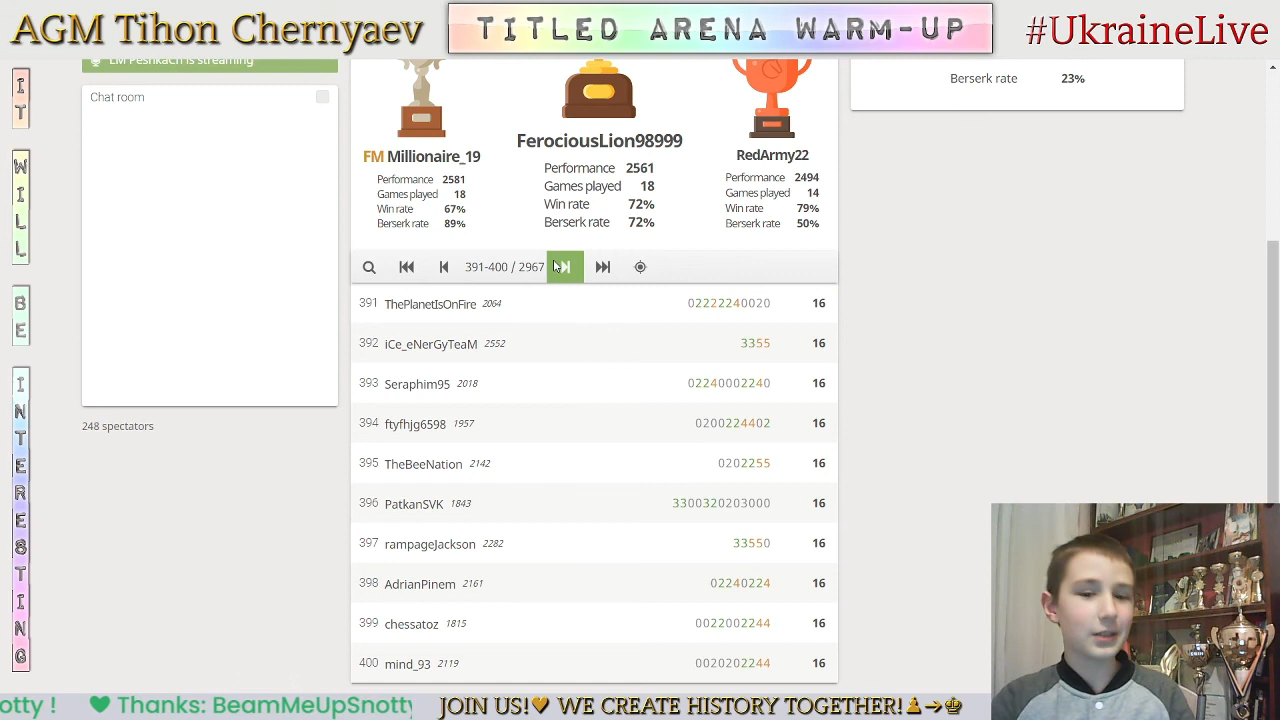 AGM Tihon Chernyaev
TITLED ARENA WARM-UP
#UkraineLive
IT WILL BE INTERESTING
LM PeshkaCh is streaming
Chat room
248 spectators
FM Millionaire_19
Performance 2581
Games played 18
Win rate 67%
Berserk rate 89%
FerociousLion98999
Performance 2561
Games played 18
Win rate 72%
Berserk rate 72%
RedArmy22
Performance 2494
Games played 14
Win rate 79%
Berserk rate 50%
Berserk rate 23%
391-400 / 2967
391 ThePlanetIsOnFire 2064 02222240020 16
392 iCe_eNerGyTeaM 2552 3355 16
393 Seraphim95 2018 02240002240 16
394 ftyfhjg6598 1957 0200224402 16
395 TheBeeNation 2142 0202255 16
396 PatkanSVK 1843 3300320203000 16
397 rampageJackson 2282 33550 16
398 AdrianPinem 2161 02240224 16
399 chessatoz 1815 0022002244 16
400 mind_93 2119 0020202244 16
otty ! Thanks: BeamMeUpSnotty
JOIN US!♥ WE CREATE HISTORY TOGETHER!♟→♔